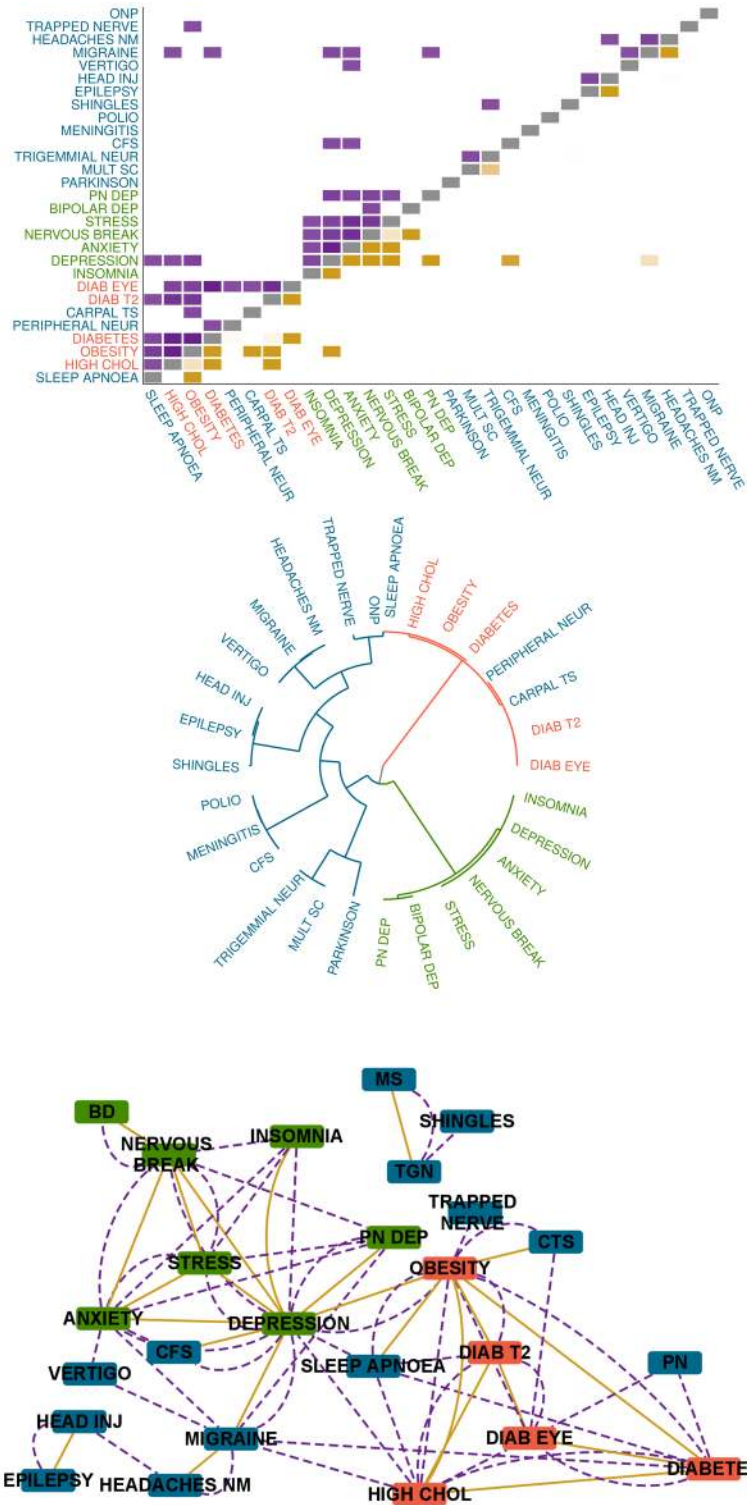 ONP
TRAPPED NERVE
HEADACHES NM
MIGRAINE
VERTIGO
HEAD INJ
EPILEPSY
SHINGLES
POLIO
MENINGITIS
CFS
TRIGEMMIAL NEUR
MULT SC
PARKINSON
PN DEP
BIPOLAR DEP
STRESS
NERVOUS BREAK
ANXIETY
DEPRESSION
INSOMNIA
DIAB EYE
DIAB T2
CARPAL TS
PERIPHERAL NEUR
DIABETES
OBESITY
HIGH CHOL
SLEEP APNOEA
SLEEP APNOEA
HIGH CHOL
OBESITY
DIABETES
PERIPHERAL NEUR
CARPAL TS
DIAB T2
DIAB EYE
INSOMNIA
DEPRESSION
ANXIETY
NERVOUS BREAK
STRESS
BIPOLAR DEP
PN DEP
PARKINSON
MULT SC
TRIGEMMIAL NEUR
CFS
MENINGITIS
POLIO
SHINGLES
EPILEPSY
HEAD INJ
VERTIGO
MIGRAINE
HEADACHES NM
TRAPPED NERVE
ONP
SLEEP APNOEA
HIGH CHOL
OBESITY
DIABETES
PERIPHERAL NEUR
CARPAL TS
DIAB T2
DIAB EYE
INSOMNIA
DEPRESSION
ANXIETY
NERVOUS BREAK
STRESS
BIPOLAR DEP
PN DEP
PARKINSON
MULT SC
TRIGEMMIAL NEUR
CFS
MENINGITIS
POLIO
SHINGLES
EPILEPSY
HEAD INJ
VERTIGO
MIGRAINE
HEADACHES NM
TRAPPED NERVE
ONP
MS
BD
SHINGLES
INSOMNIA
NERVOUS
BREAK
TGN
TRAPPED
NERVE
PN DEP
CTS
STRESS
OBESITY
ANXIETY
DEPRESSION
CFS
DIAB T2
SLEEP APNOEA
PN
VERTIGO
HEAD INJ
MIGRAINE
DIAB EYE
EPILEPSY
HEADACHES NM
HIGH CHOL
DIABETE